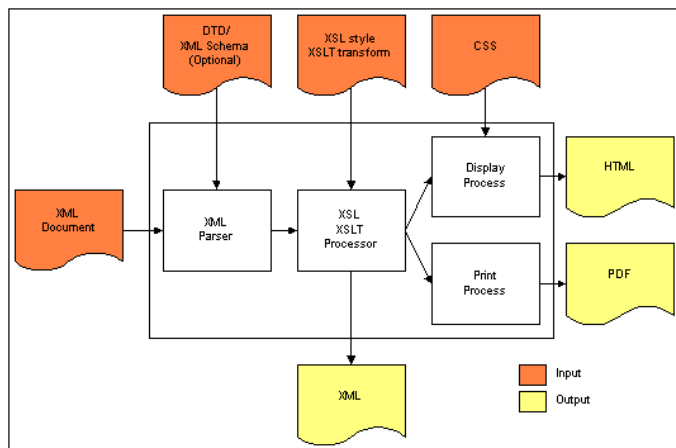 DTD/
XML Schema
(Optional)
XSL style
XSLT transform
CSS
XML
Document
XML
Parser
XSL
XSLT
Processor
Display
Process
HTML
Print
Process
PDF
XML
Input
Output